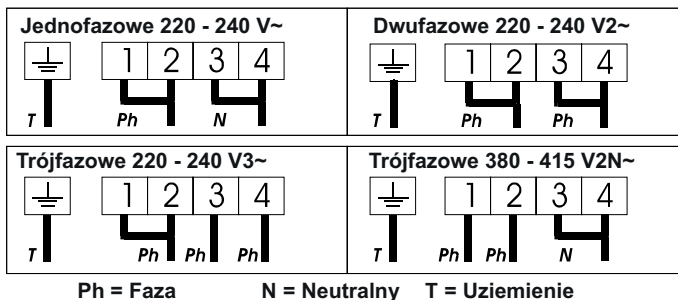 Jednofazowe 220 - 240 V~
1 2 3 4
T Ph N
Dwufazowe 220 - 240 V2~
1 2 3 4
T Ph Ph
Trójfazowe 220 - 240 V3~
1 2 3 4
T Ph Ph Ph
Trójfazowe 380 - 415 V2N~
1 2 3 4
T Ph Ph N
Ph = Faza N = Neutralny T = Uziemienie